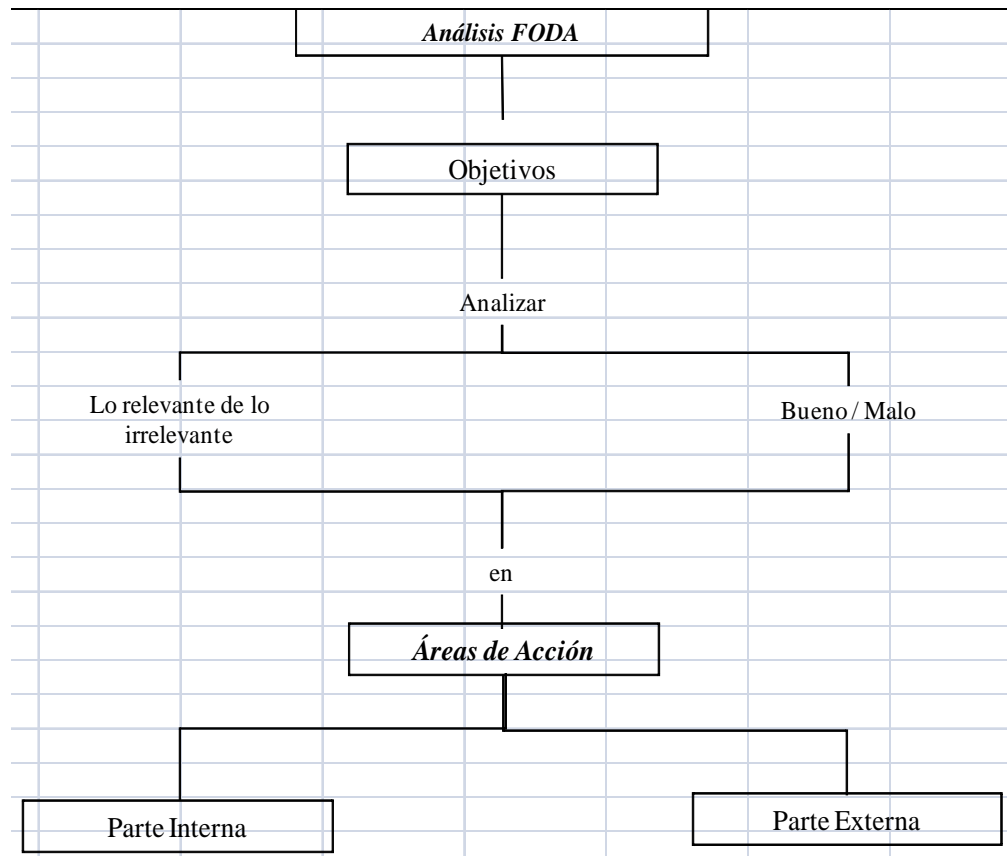 Análisis FODA
Objetivos
Analizar
Lo relevante de lo
irrelevante
Bueno / Malo
en
Áreas de Acción
Parte Interna
Parte Externa